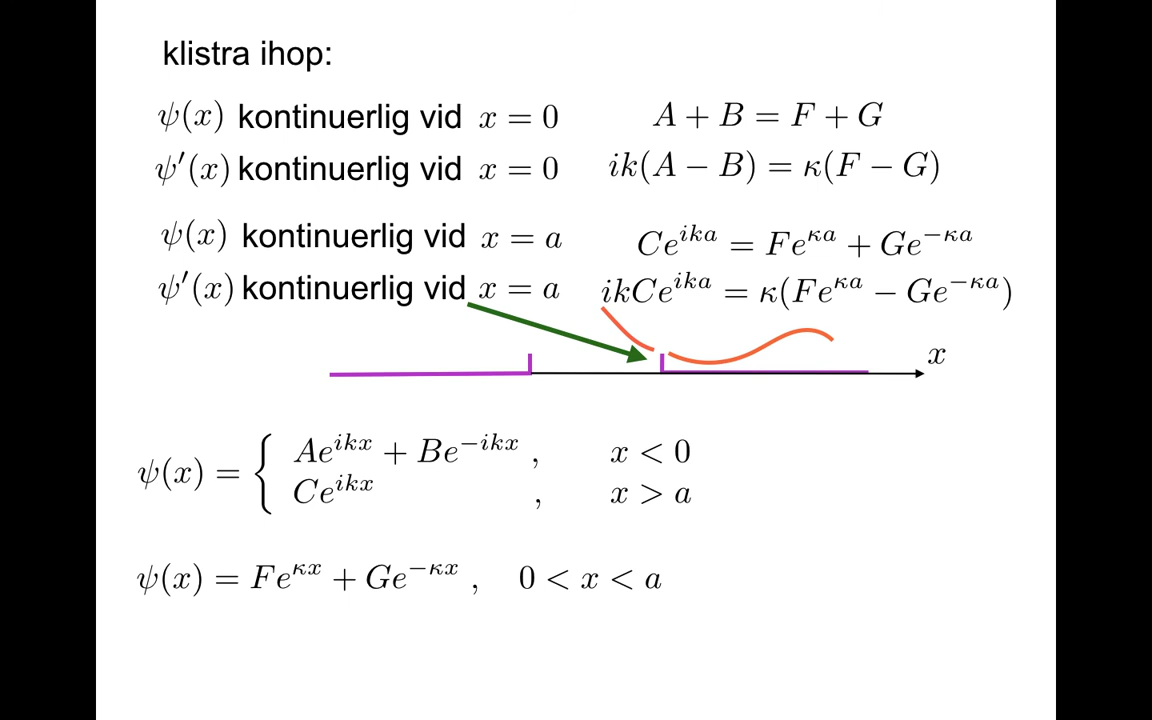 klistra ihop:
ψ(x) kontinuerlig vid x = 0 A + B = F + G
ψ′(x) kontinuerlig vid x = 0 ik(A − B) = κ(F − G)
ψ(x) kontinuerlig vid x = a Ce^{ika} = Fe^{κa} + Ge^{−κa}
ψ′(x) kontinuerlig vid x = a ikCe^{ika} = κ(Fe^{κa} − Ge^{−κa})
x
ψ(x) = { Ae^{ikx} + Be^{−ikx} , x < 0
Ce^{ikx} , x > a
ψ(x) = Fe^{κx} + Ge^{−κx} , 0 < x < a